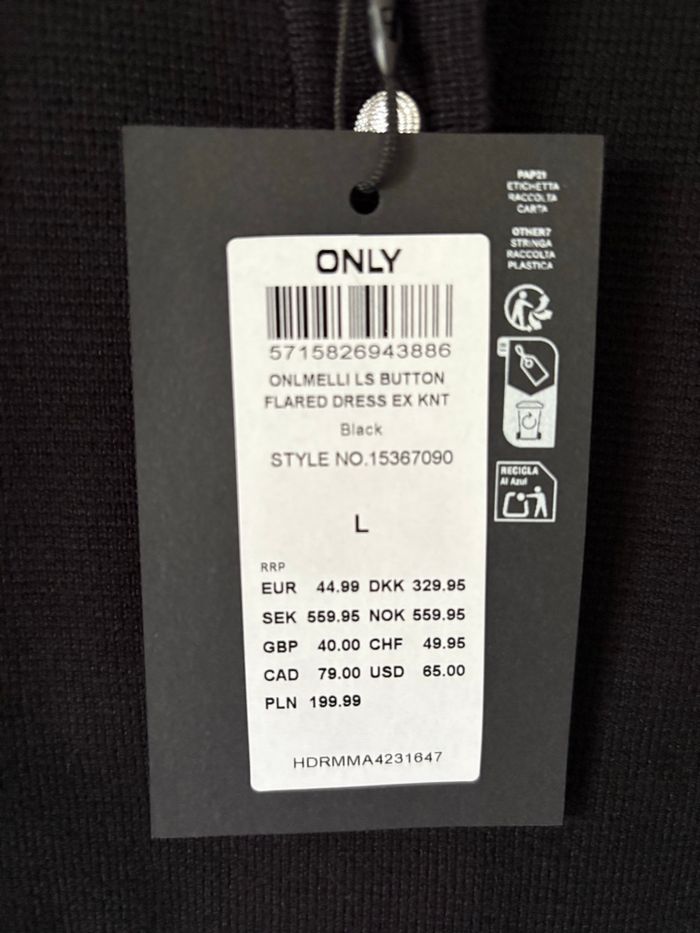 PAP21
ETICHETTA
RACCOLTA
CARTA
OTHER7
STRINGA
RACCOLTA
PLASTICA
ONLY
5715826943886
ONLMELLI LS BUTTON
FLARED DRESS EX KNT
Black
STYLE NO.15367090
RECICLA
Al Azul
L
RRP
EUR 44.99 DKK 329.95
SEK 559.95 NOK 559.95
GBP 40.00 CHF 49.95
CAD 79.00 USD 65.00
PLN 199.99
HDRMMA4231647